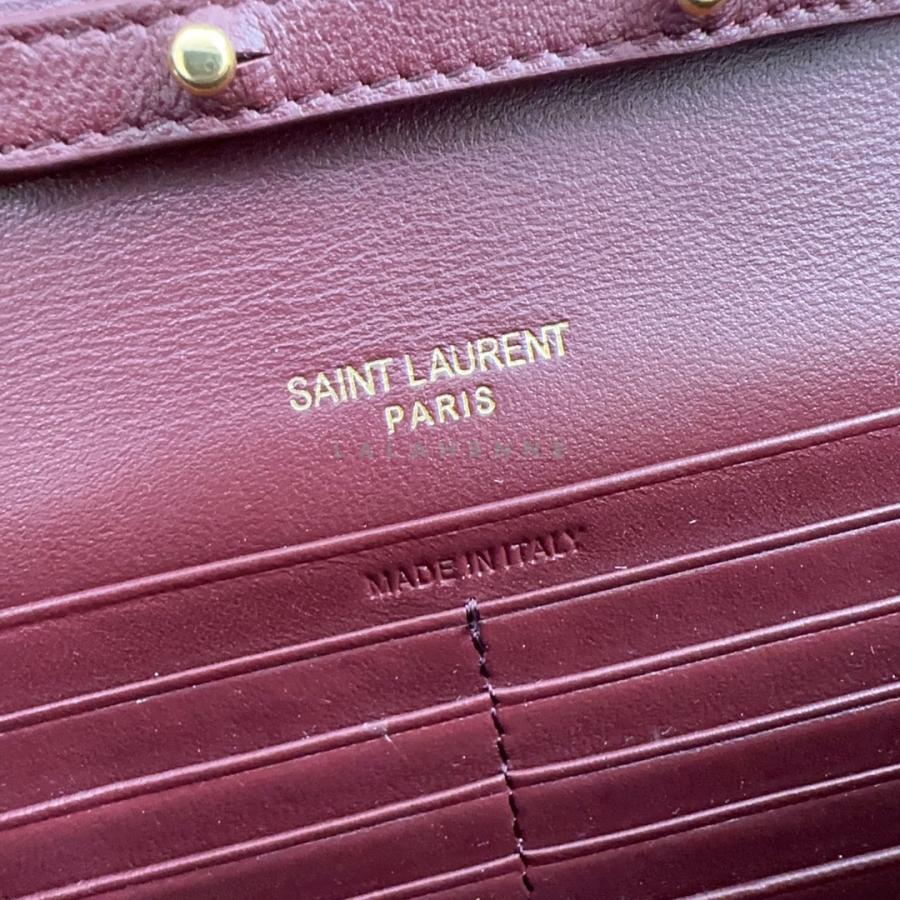 SAINT LAURENT
PARIS
LALAHENNE
MADE IN ITALY